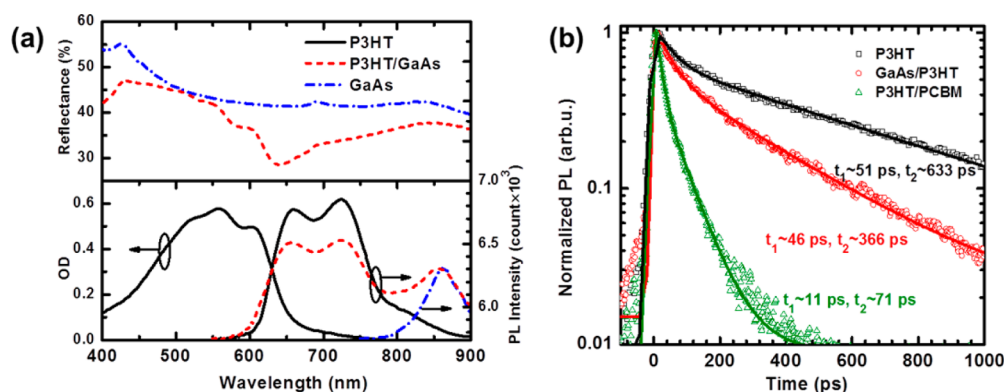 (a)
60
50
40
30
Reflectance (%)
P3HT
P3HT/GaAs
GaAs
0.6
0.4
0.2
0.0
OD
7.0
6.5
6.0
PL Intensity (count×10⁻³)
400 500 600 700 800 900
Wavelength (nm)
(b)
1
0.1
0.01
Normalized PL (arb.u.)
P3HT
GaAs/P3HT
P3HT/PCBM
t₁~51 ps, t₂~633 ps
t₁~46 ps, t₂~366 ps
t₁~11 ps, t₂~71 ps
0 200 400 600 800 1000
Time (ps)